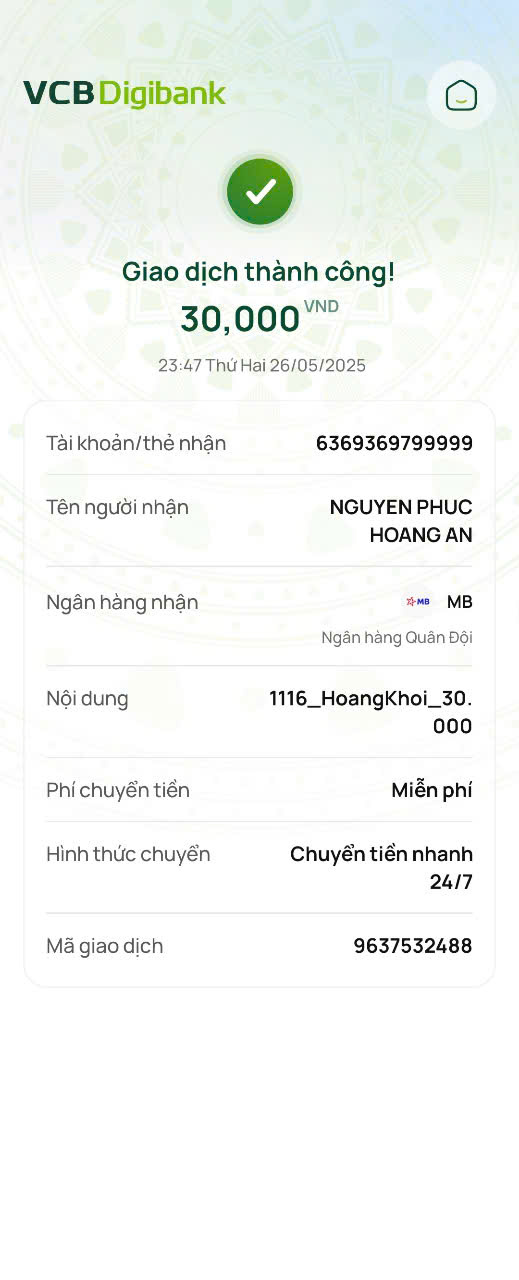 VCB Digibank
Giao dịch thành công!
30,000 VND
23:47 Thứ Hai 26/05/2025
Tài khoản/thẻ nhận 6369369799999
Tên người nhận NGUYEN PHUC
HOANG AN
Ngân hàng nhận MB MB
Ngân hàng Quân Đội
Nội dung 1116_HoangKhoi_30.
000
Phí chuyển tiền Miễn phí
Hình thức chuyển Chuyển tiền nhanh
24/7
Mã giao dịch 9637532488